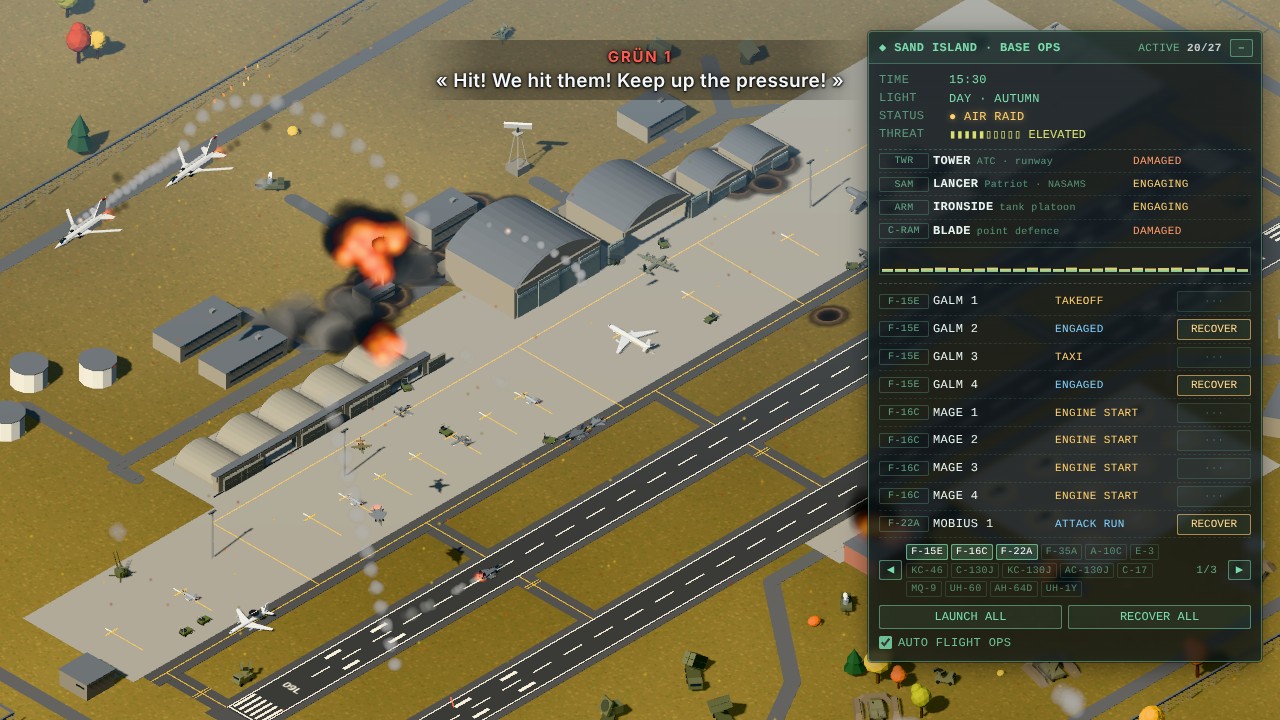 GRÜN 1
« Hit! We hit them! Keep up the pressure! »
◆ SAND ISLAND · BASE OPS ACTIVE 20/27 −
TIME 15:30
LIGHT DAY · AUTUMN
STATUS ● AIR RAID
THREAT ▮▮▮▮▮▯▯▯▯▯ ELEVATED
TWR TOWER ATC · runway DAMAGED
SAM LANCER Patriot · NASAMS ENGAGING
ARM IRONSIDE tank platoon ENGAGING
C-RAM BLADE point defence DAMAGED
F-15E GALM 1 TAKEOFF ···
F-15E GALM 2 ENGAGED RECOVER
F-15E GALM 3 TAXI ···
F-15E GALM 4 ENGAGED RECOVER
F-16C MAGE 1 ENGINE START ···
F-16C MAGE 2 ENGINE START ···
F-16C MAGE 3 ENGINE START ···
F-16C MAGE 4 ENGINE START ···
F-22A MOBIUS 1 ATTACK RUN RECOVER
F-15E F-16C F-22A F-35A A-10C E-3
◀ KC-46 C-130J KC-130J AC-130J C-17 1/3 ▶
MQ-9 UH-60 AH-64D UH-1Y
LAUNCH ALL RECOVER ALL
AUTO FLIGHT OPS
09L